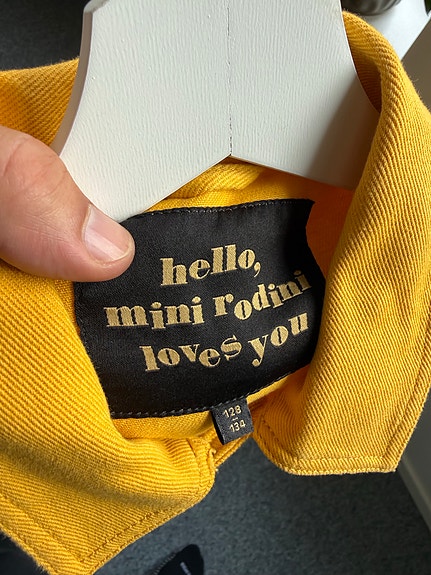 hello,
mini rodini
loves you
128
134